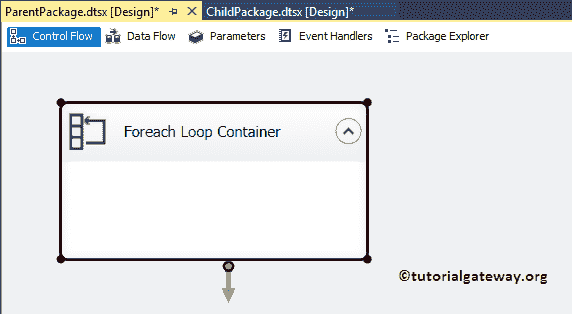 ParentPackage.dtsx [Design]* ChildPackage.dtsx [Design]*
Control Flow Data Flow Parameters Event Handlers Package Explorer
Foreach Loop Container
©tutorialgateway.org